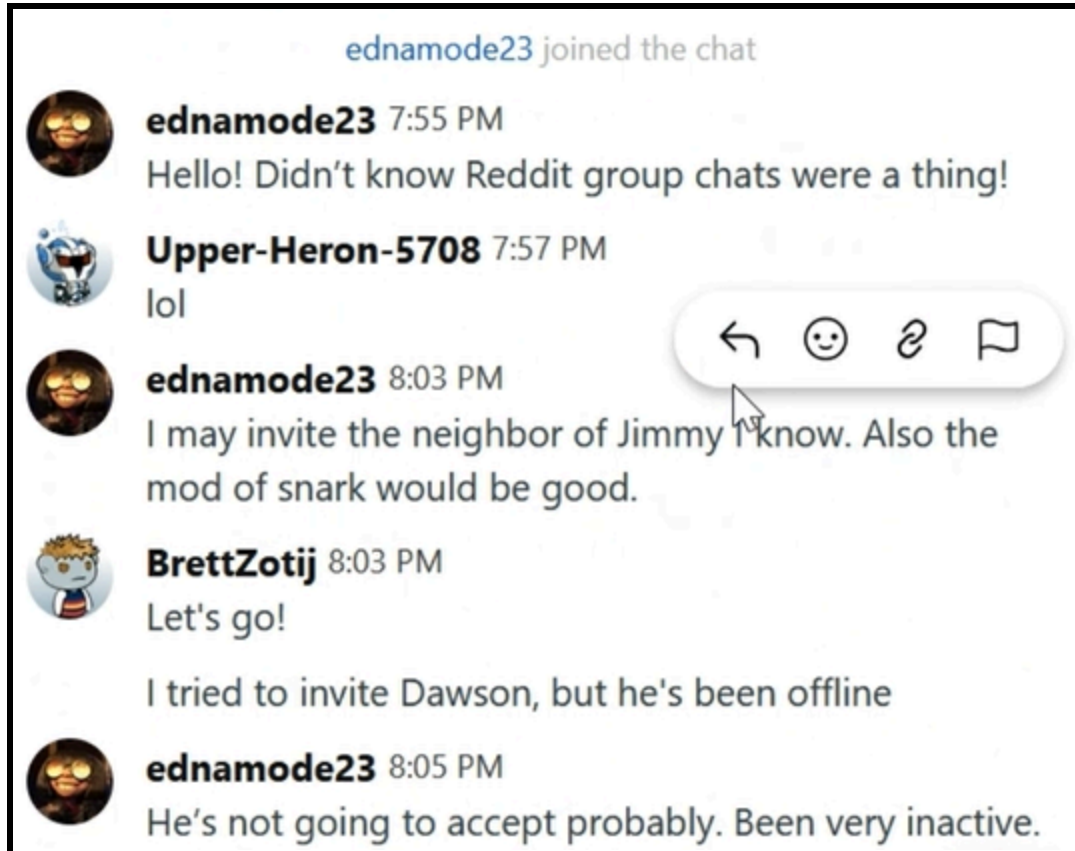 ednamode23 joined the chat
ednamode23 7:55 PM
Hello! Didn’t know Reddit group chats were a thing!
Upper-Heron-5708 7:57 PM
lol
ednamode23 8:03 PM
I may invite the neighbor of Jimmy I know. Also the
mod of snark would be good.
BrettZotij 8:03 PM
Let's go!
I tried to invite Dawson, but he's been offline
ednamode23 8:05 PM
He’s not going to accept probably. Been very inactive.